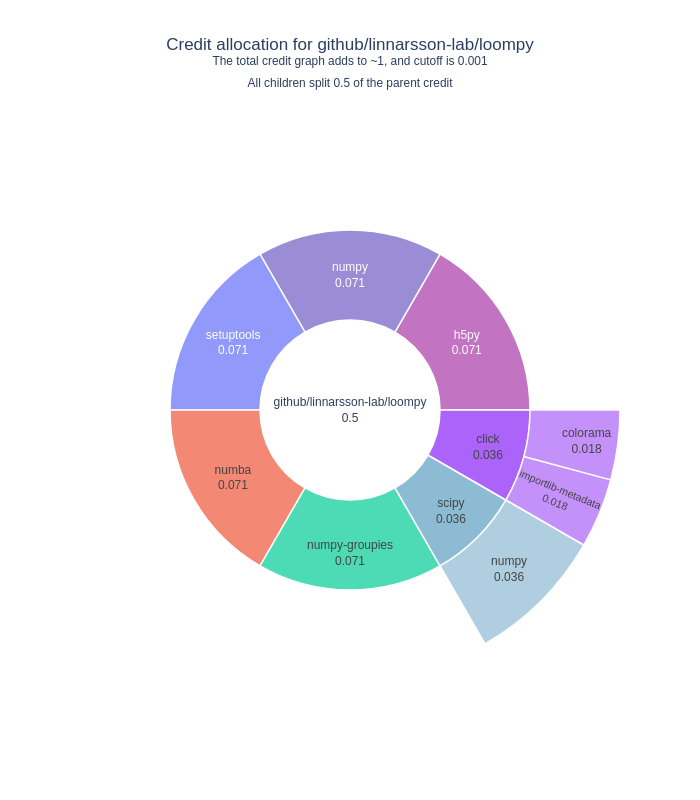 Credit allocation for github/linnarsson-lab/loompy
The total credit graph adds to ~1, and cutoff is 0.001
All children split 0.5 of the parent credit
numpy
0.071
setuptools
0.071
h5py
0.071
github/linnarsson-lab/loompy
0.5
click
0.036
colorama
0.018
importlib-metadata
0.018
numba
0.071
scipy
0.036
numpy-groupies
0.071
numpy
0.036